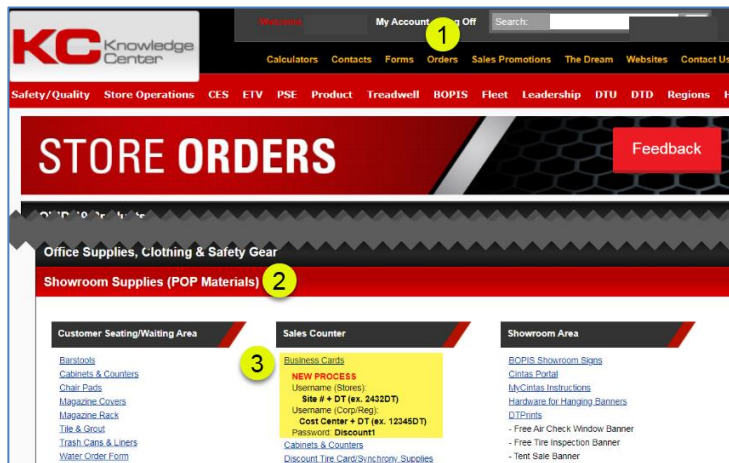 Welcome
My Account
Log Off
Search:
KC Knowledge Center
1
Calculators Contacts Forms Orders Sales Promotions The Dream Websites Contact Us
Safety/Quality Store Operations CES ETV PSE Product Treadwell BOPIS Fleet Leadership DTU DTD Regions H
STORE ORDERS
Feedback
Office Supplies, Clothing & Safety Gear
Showroom Supplies (POP Materials) 2
Customer Seating/Waiting Area
Barstools
Cabinets & Counters
Chair Pads
Magazine Covers
Magazine Rack
Tile & Grout
Trash Cans & Liners
Water Order Form
Sales Counter
3
Business Cards
NEW PROCESS
Username (Stores):
Site # + DT (ex. 2432DT)
Username (Corp/Reg):
Cost Center + DT (ex. 12345DT)
Password: Discount1
Cabinets & Counters
Discount Tire Card/Synchrony Supplies
Showroom Area
BOPIS Showroom Signs
Cintas Portal
MyCintas Instructions
Hardware for Hanging Banners
DTPrints
- Free Air Check Window Banner
- Free Tire Inspection Banner
- Tent Sale Banner